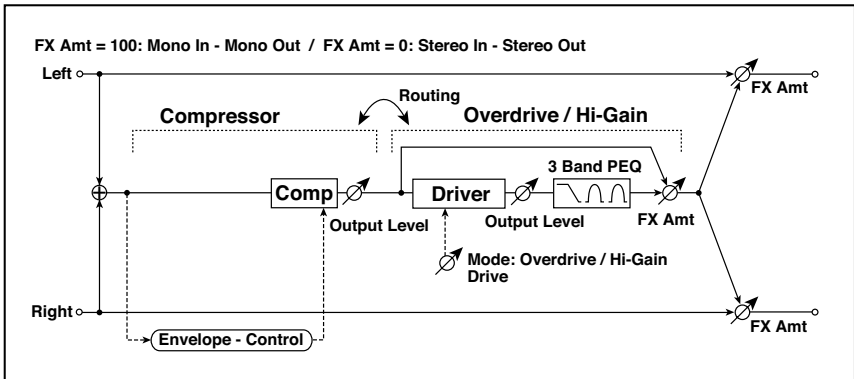 FX Amt = 100: Mono In - Mono Out / FX Amt = 0: Stereo In - Stereo Out
Left
FX Amt
Routing
Compressor
Overdrive / Hi-Gain
3 Band PEQ
Comp
Driver
Output Level
Output Level
FX Amt
Mode: Overdrive / Hi-Gain
Drive
Right
FX Amt
Envelope - Control